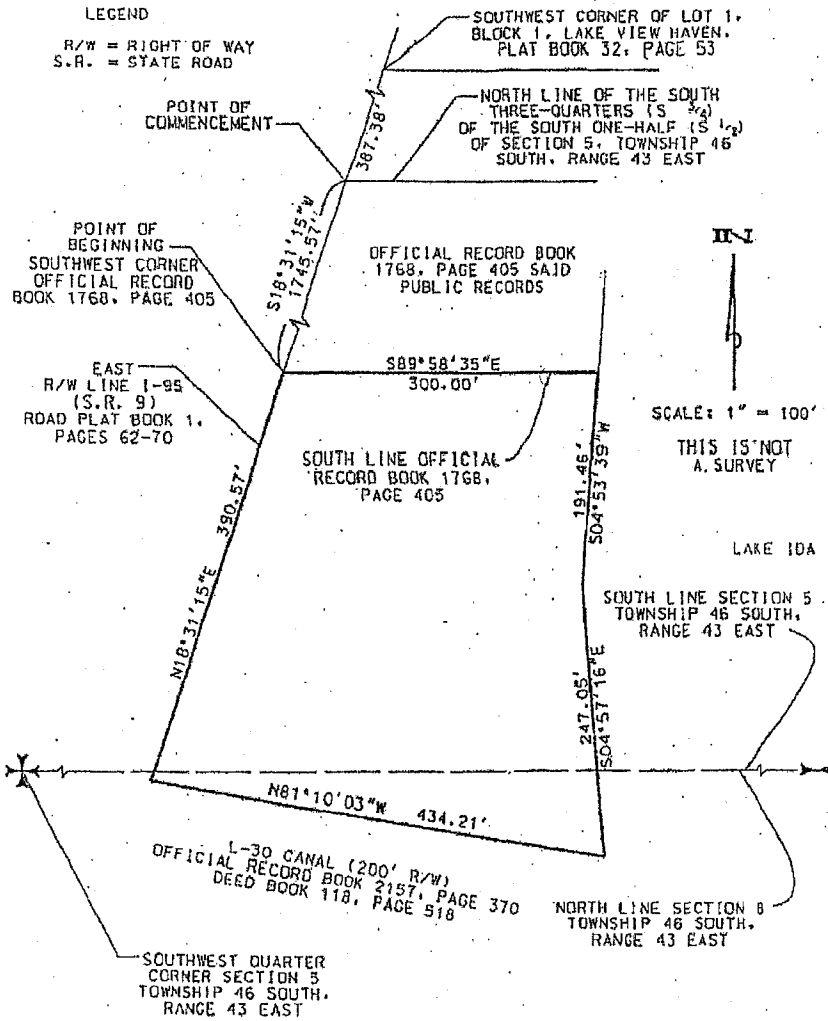 LEGEND
R/W = RIGHT OF WAY
S.R. = STATE ROAD
SOUTHWEST CORNER OF LOT 1,
BLOCK 1, LAKE VIEW HAVEN,
PLAT BOOK 32, PAGE 53
POINT OF
COMMENCEMENT
387.38'
NORTH LINE OF THE SOUTH
THREE-QUARTERS (S 3/4)
OF THE SOUTH ONE-HALF (S 1/2)
OF SECTION 5, TOWNSHIP 46
SOUTH, RANGE 43 EAST
S18°31'15"W
1745.57'
POINT OF
BEGINNING
SOUTHWEST CORNER
OFFICIAL RECORD
BOOK 1768, PAGE 405
OFFICIAL RECORD BOOK
1768, PAGE 405 SAID
PUBLIC RECORDS
N
SCALE: 1" = 100'
THIS IS NOT
A SURVEY
S89°58'35"E
300.00'
EAST
R/W LINE I-95
(S.R. 9)
ROAD PLAT BOOK 1,
PAGES 62-70
SOUTH LINE OFFICIAL
RECORD BOOK 1768,
PAGE 405
191.46'
S04°53'39"W
N18°31'15"E 390.57'
LAKE IDA
SOUTH LINE SECTION 5
TOWNSHIP 46 SOUTH,
RANGE 43 EAST
247.05'
S04°57'16"E
N81°10'03"W 434.21'
L-30 CANAL (200' R/W)
OFFICIAL RECORD BOOK 2157, PAGE 370
DEED BOOK 118, PAGE 518
NORTH LINE SECTION 8
TOWNSHIP 46 SOUTH,
RANGE 43 EAST
SOUTHWEST QUARTER
CORNER SECTION 5
TOWNSHIP 46 SOUTH,
RANGE 43 EAST